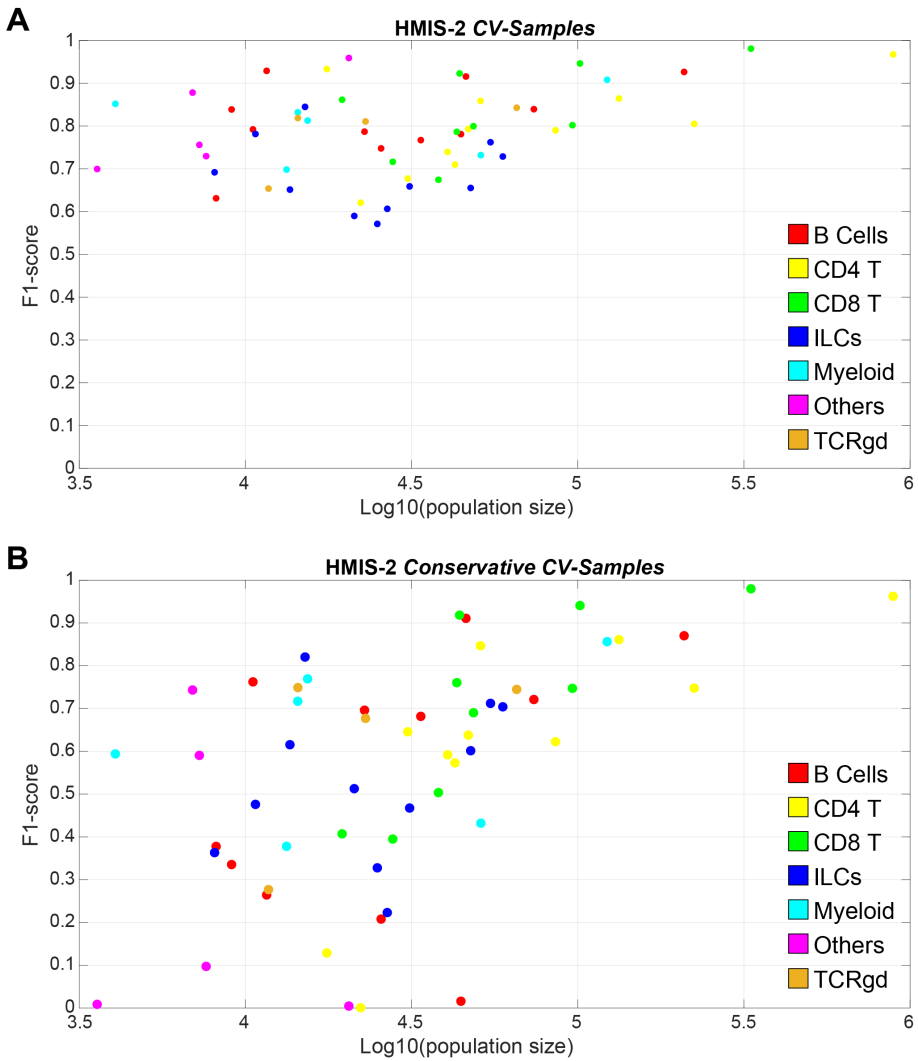 A
HMIS-2 CV-Samples
1
0.9
0.8
0.7
0.6
0.5
0.4
0.3
0.2
0.1
0
F1-score
3.5 4 4.5 5 5.5 6
Log10(population size)
B Cells
CD4 T
CD8 T
ILCs
Myeloid
Others
TCRgd
B
HMIS-2 Conservative CV-Samples
1
0.9
0.8
0.7
0.6
0.5
0.4
0.3
0.2
0.1
0
F1-score
3.5 4 4.5 5 5.5 6
Log10(population size)
B Cells
CD4 T
CD8 T
ILCs
Myeloid
Others
TCRgd